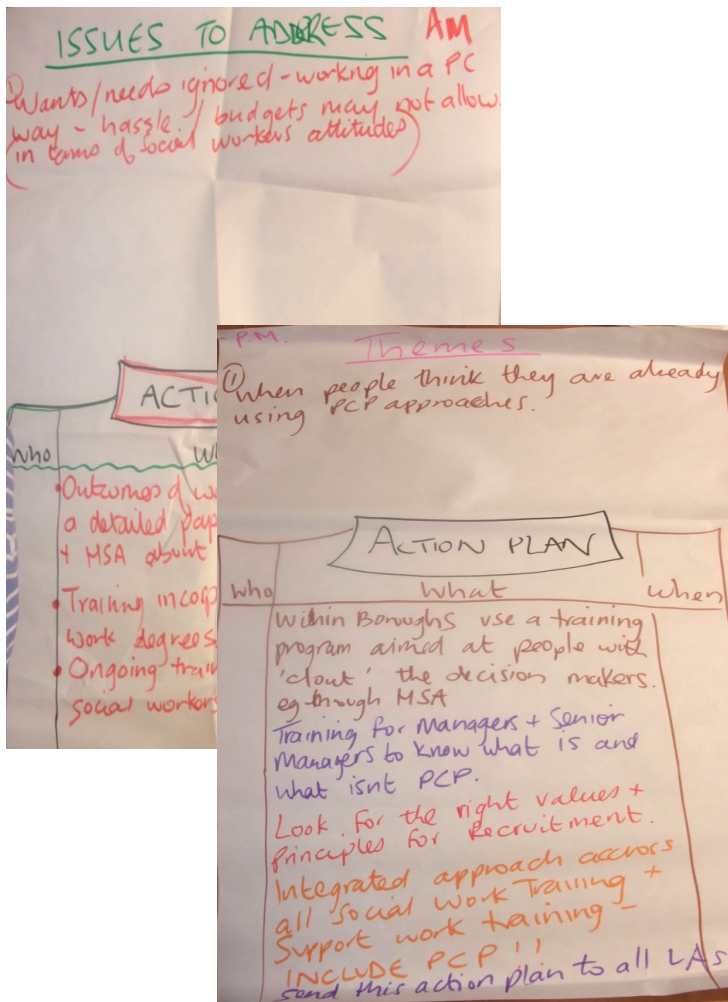 ISSUES TO ADDRESS AM
① Wants/needs ignored - working in a PC
way - hassle / budgets may not allow.
(in terms of social workers attitudes)
ACTI
who
• Outcomes of
a detailed
+ MSA about
• Training
work degrees
• Ongoing
social workers
P.M. Themes
① When people think they are already
using PCP approaches.
ACTION PLAN
who what when
Within Boroughs use a training
program aimed at people with
'clout' the decision makers.
eg through MSA
Training for Managers + Senior
Managers to know what is and
what isnt PCP.
Look for the right values +
Principles for Recruitment.
Integrated approach accross
all Social Work Training +
Support work training -
INCLUDE PCP !!
send this action plan to all LAs